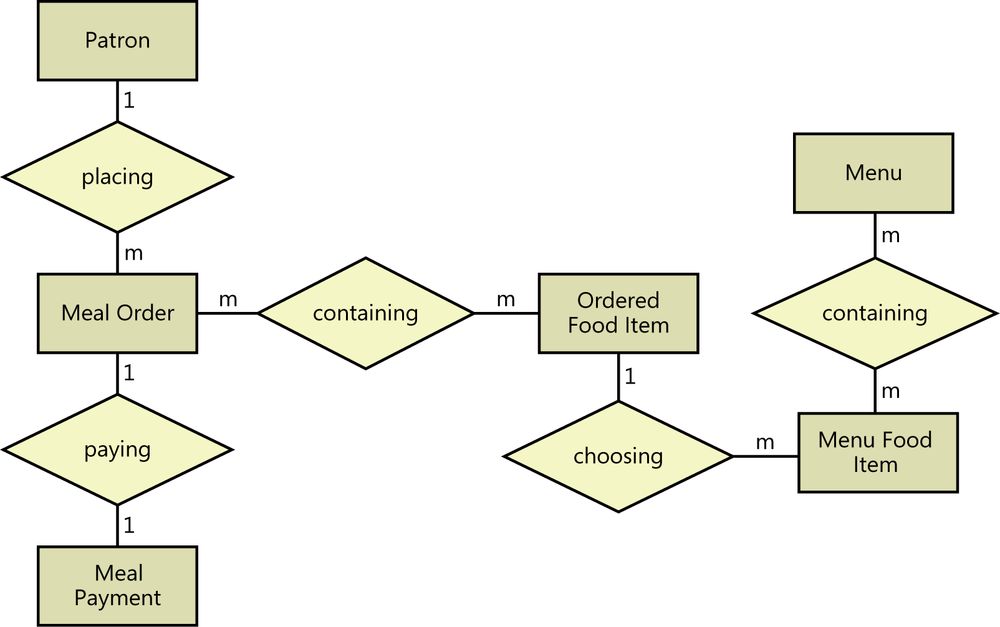 Patron
1
placing
m
Meal Order
m
containing
m
Ordered
Food Item
1
paying
1
Meal
Payment
1
choosing
m
Menu Food
Item
m
containing
m
Menu